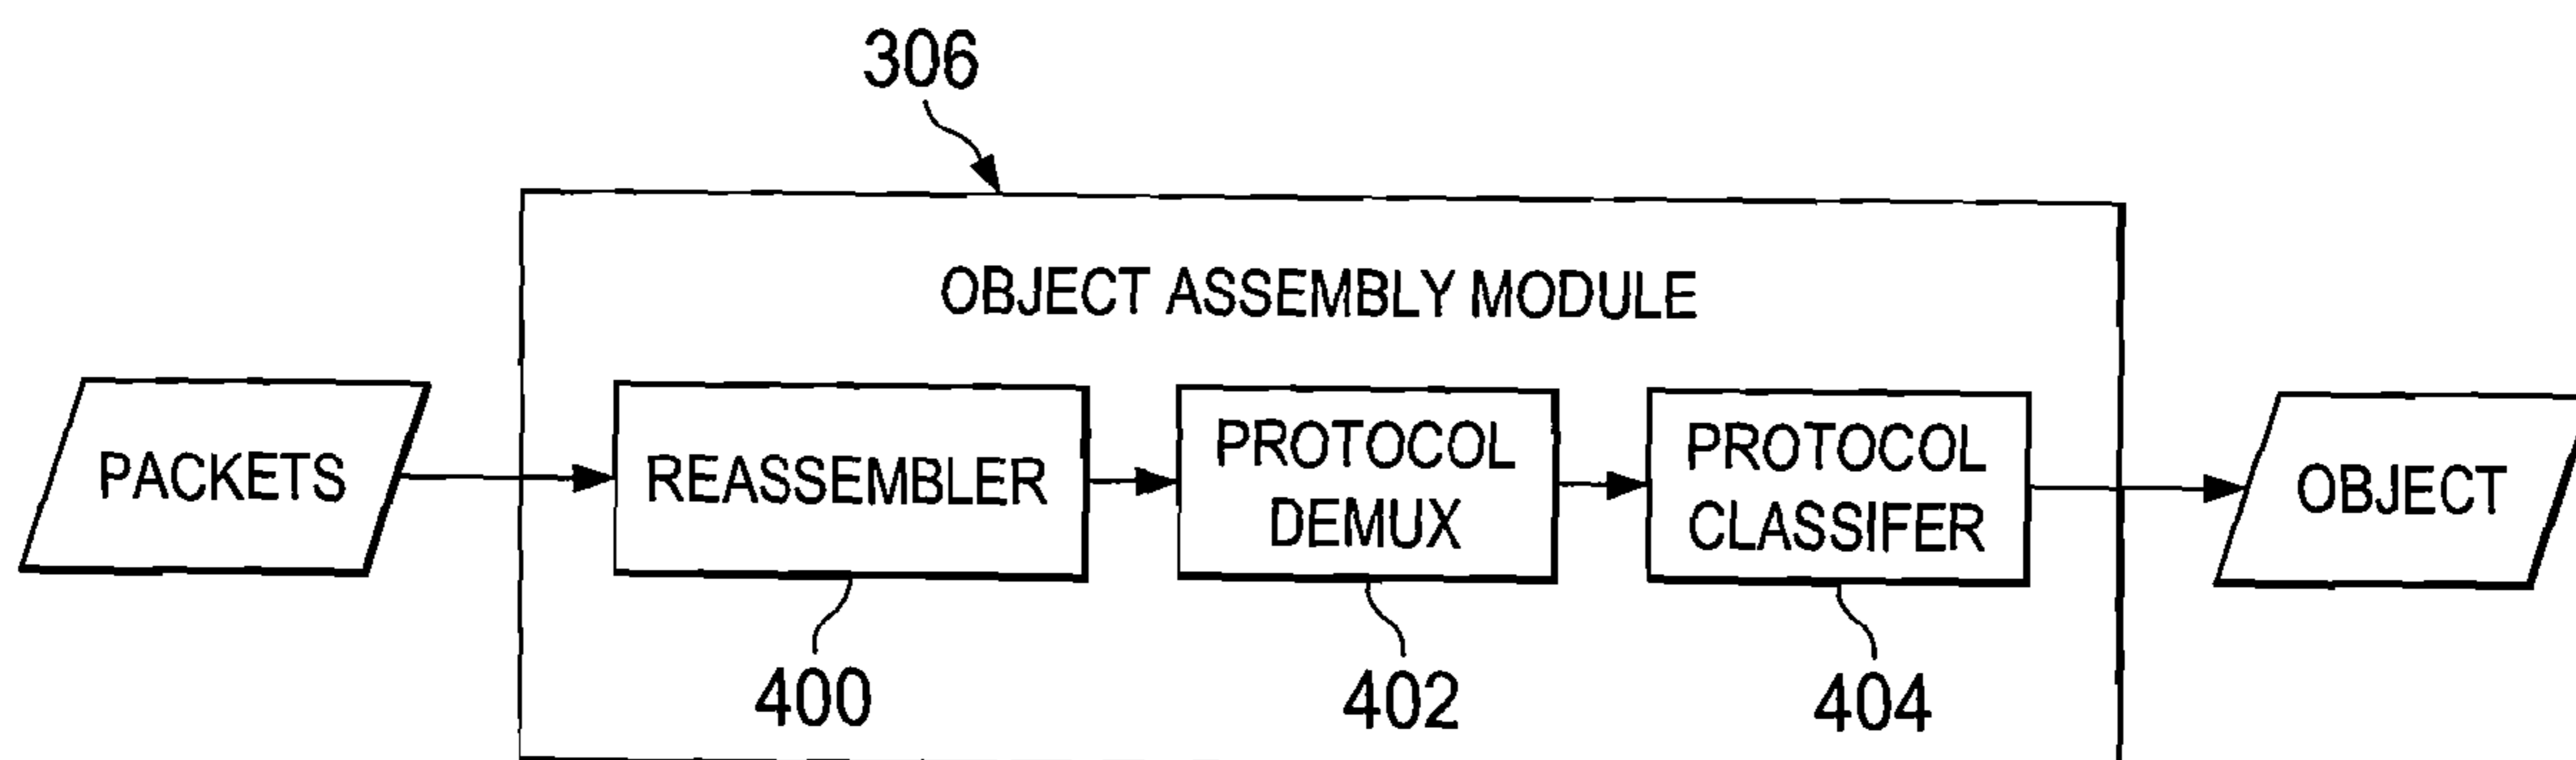 306
OBJECT ASSEMBLY MODULE
PACKETS
REASSEMBLER
PROTOCOL
DEMUX
PROTOCOL
CLASSIFER
OBJECT
400
402
404